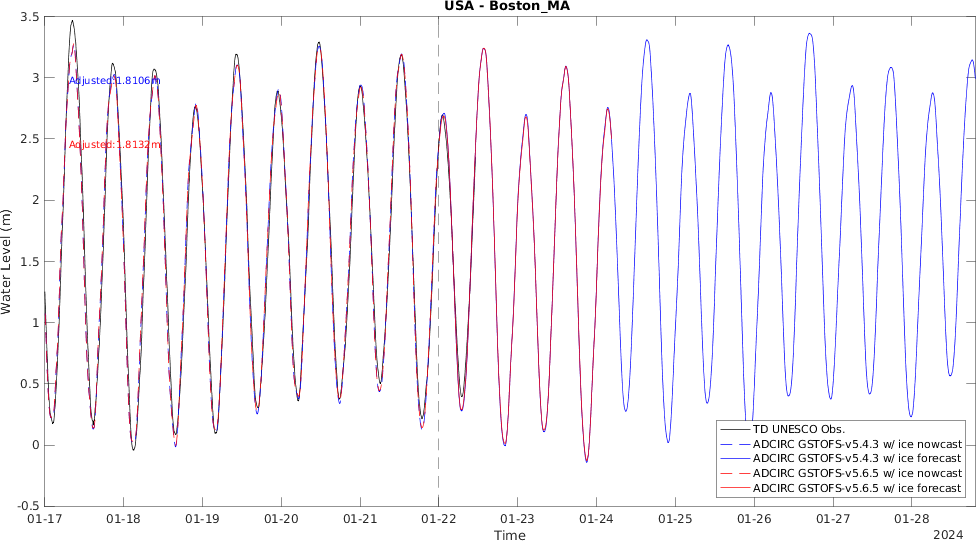 USA - Boston_MA
3.5
3
2.5
2
1.5
1
0.5
0
-0.5
Water Level (m)
Adjusted:1.8106m
Adjusted:1.8132m
TD UNESCO Obs.
ADCIRC GSTOFS-v5.4.3 w/ ice nowcast
ADCIRC GSTOFS-v5.4.3 w/ ice forecast
ADCIRC GSTOFS-v5.6.5 w/ ice nowcast
ADCIRC GSTOFS-v5.6.5 w/ ice forecast
01-17 01-18 01-19 01-20 01-21 01-22 01-23 01-24 01-25 01-26 01-27 01-28
Time
2024